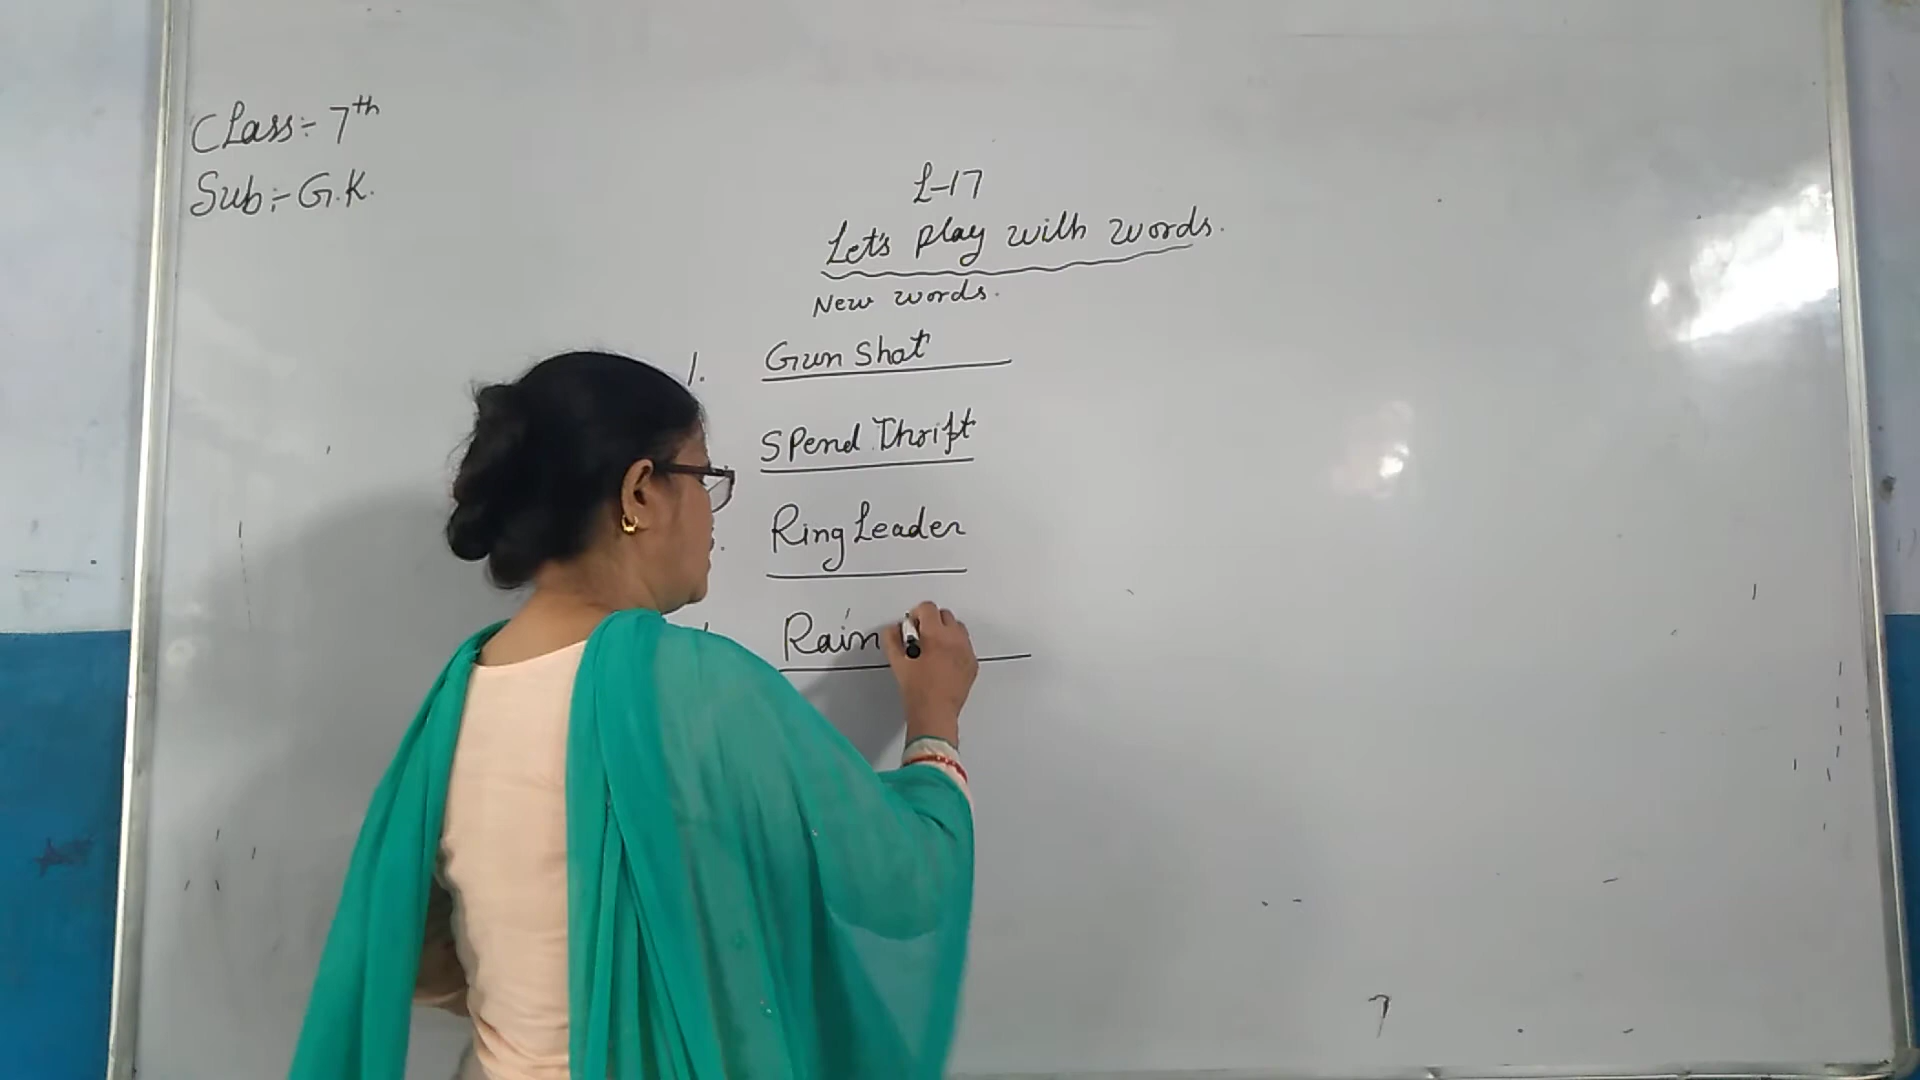 Class:- 7th
Sub:- G.K.
L-17
Let's play with words.
New words.
1. Gun Shot
Spend Thrift
Ring Leader
Rain